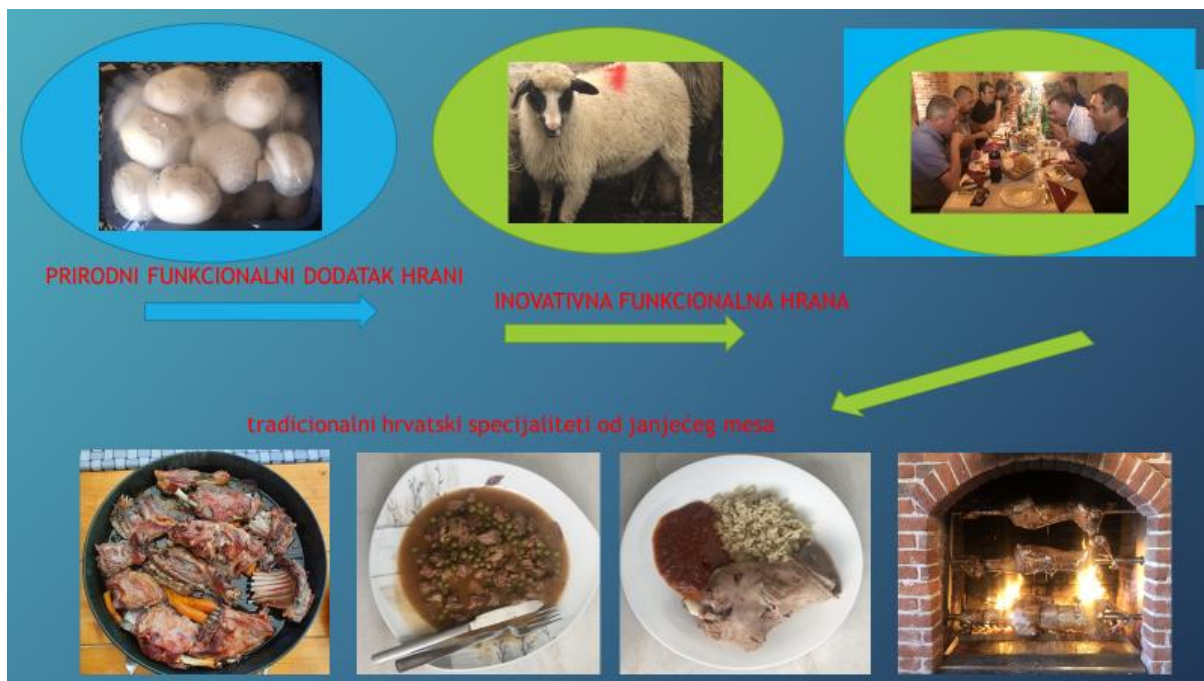 PRIRODNI FUNKCIONALNI DODATAK HRANI
INOVATIVNA FUNKCIONALNA HRANA
tradicionalni hrvatski specijaliteti od janjećeg mesa